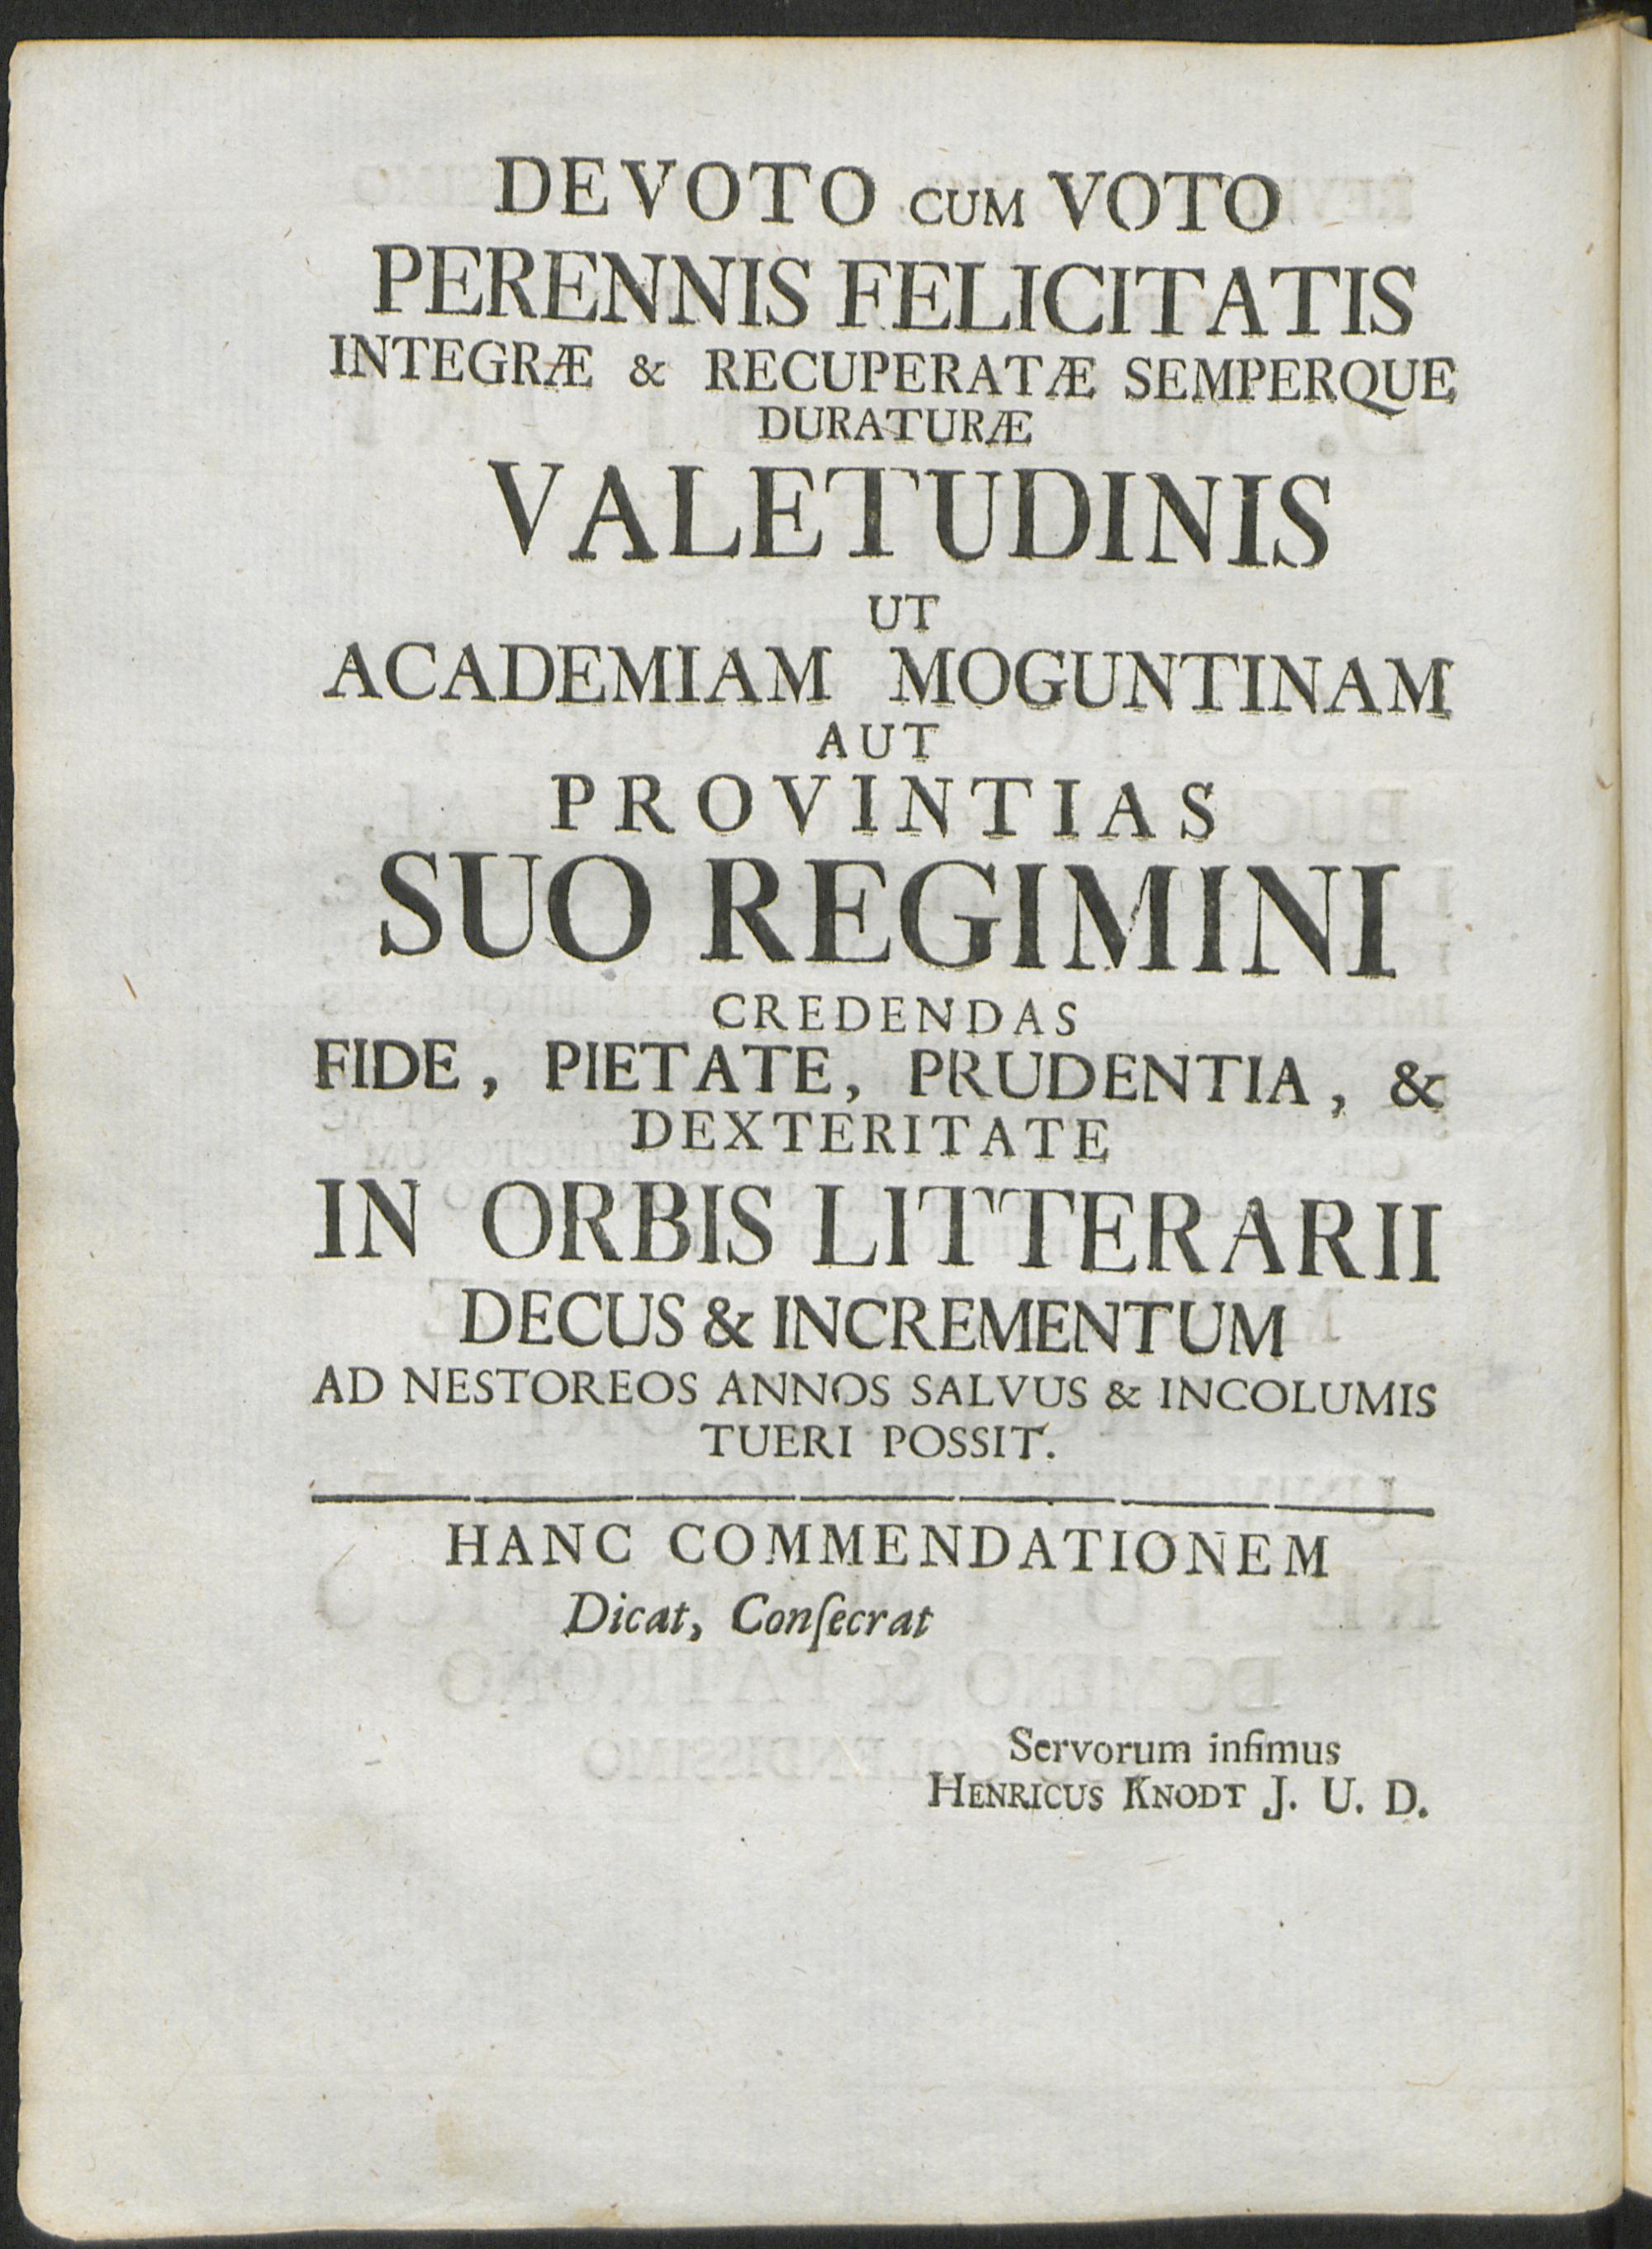 DEVOTO CUM VOTO
PERENNIS FELICITATIS
INTEGRÆ & RECUPERATÆ SEMPERQUE
DURATURÆ
VALETUDINIS
UT
ACADEMIAM MOGUNTINAM
AUT
PROVINTIAS
SUO REGIMINI
CREDENDAS
FIDE, PIETATE, PRUDENTIA, &
DEXTERITATE
IN ORBIS LITTERARII
DECUS & INCREMENTUM
AD NESTOREOS ANNOS SALVUS & INCOLUMIS
TUERI POSSIT.
HANC COMMENDATIONEM
Dicat, Conſecrat
Servorum infimus
HENRICUS KNODT J. U. D.